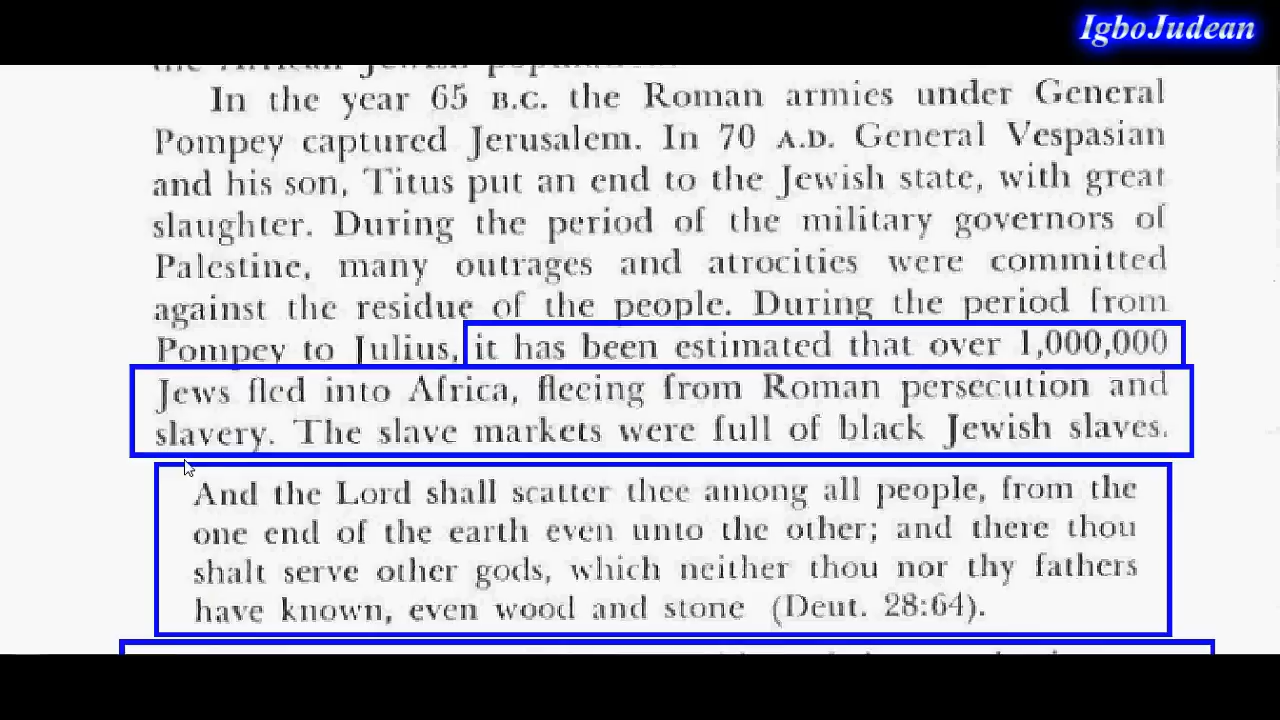 IgboJudean
In the year 65 B.C. the Roman armies under General
Pompey captured Jerusalem. In 70 A.D. General Vespasian
and his son, Titus put an end to the Jewish state, with great
slaughter. During the period of the military governors of
Palestine, many outrages and atrocities were committed
against the residue of the people. During the period from
Pompey to Julius, it has been estimated that over 1,000,000
Jews fled into Africa, fleeing from Roman persecution and
slavery. The slave markets were full of black Jewish slaves.
And the Lord shall scatter thee among all people, from the
one end of the earth even unto the other; and there thou
shalt serve other gods, which neither thou nor thy fathers
have known, even wood and stone (Deut. 28:64).